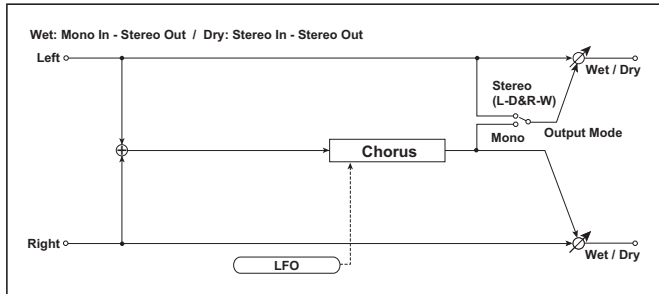 Wet: Mono In - Stereo Out / Dry: Stereo In - Stereo Out
Left
Wet / Dry
Stereo
(L-D&R-W)
Output Mode
Mono
Chorus
Right
Wet / Dry
LFO